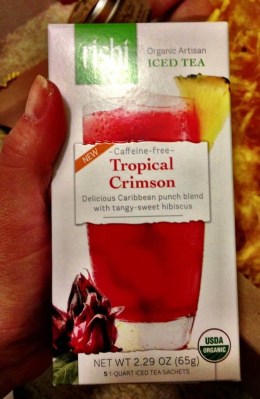 rishi
Organic Artisan
ICED TEA
NEW
-Caffeine-free-
Tropical
Crimson
Delicious Caribbean punch blend
with tangy-sweet hibiscus
USDA
ORGANIC
NET WT 2.29 OZ (65g)
5 1-QUART ICED TEA SACHETS